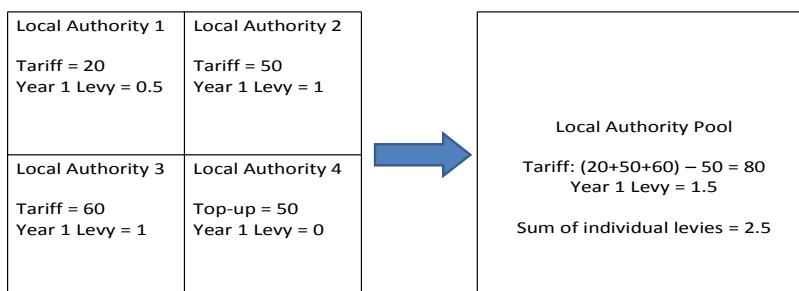 Local Authority 1
Tariff = 20
Year 1 Levy = 0.5
Local Authority 2
Tariff = 50
Year 1 Levy = 1
Local Authority 3
Tariff = 60
Year 1 Levy = 1
Local Authority 4
Top-up = 50
Year 1 Levy = 0
Local Authority Pool
Tariff: (20+50+60) – 50 = 80
Year 1 Levy = 1.5
Sum of individual levies = 2.5